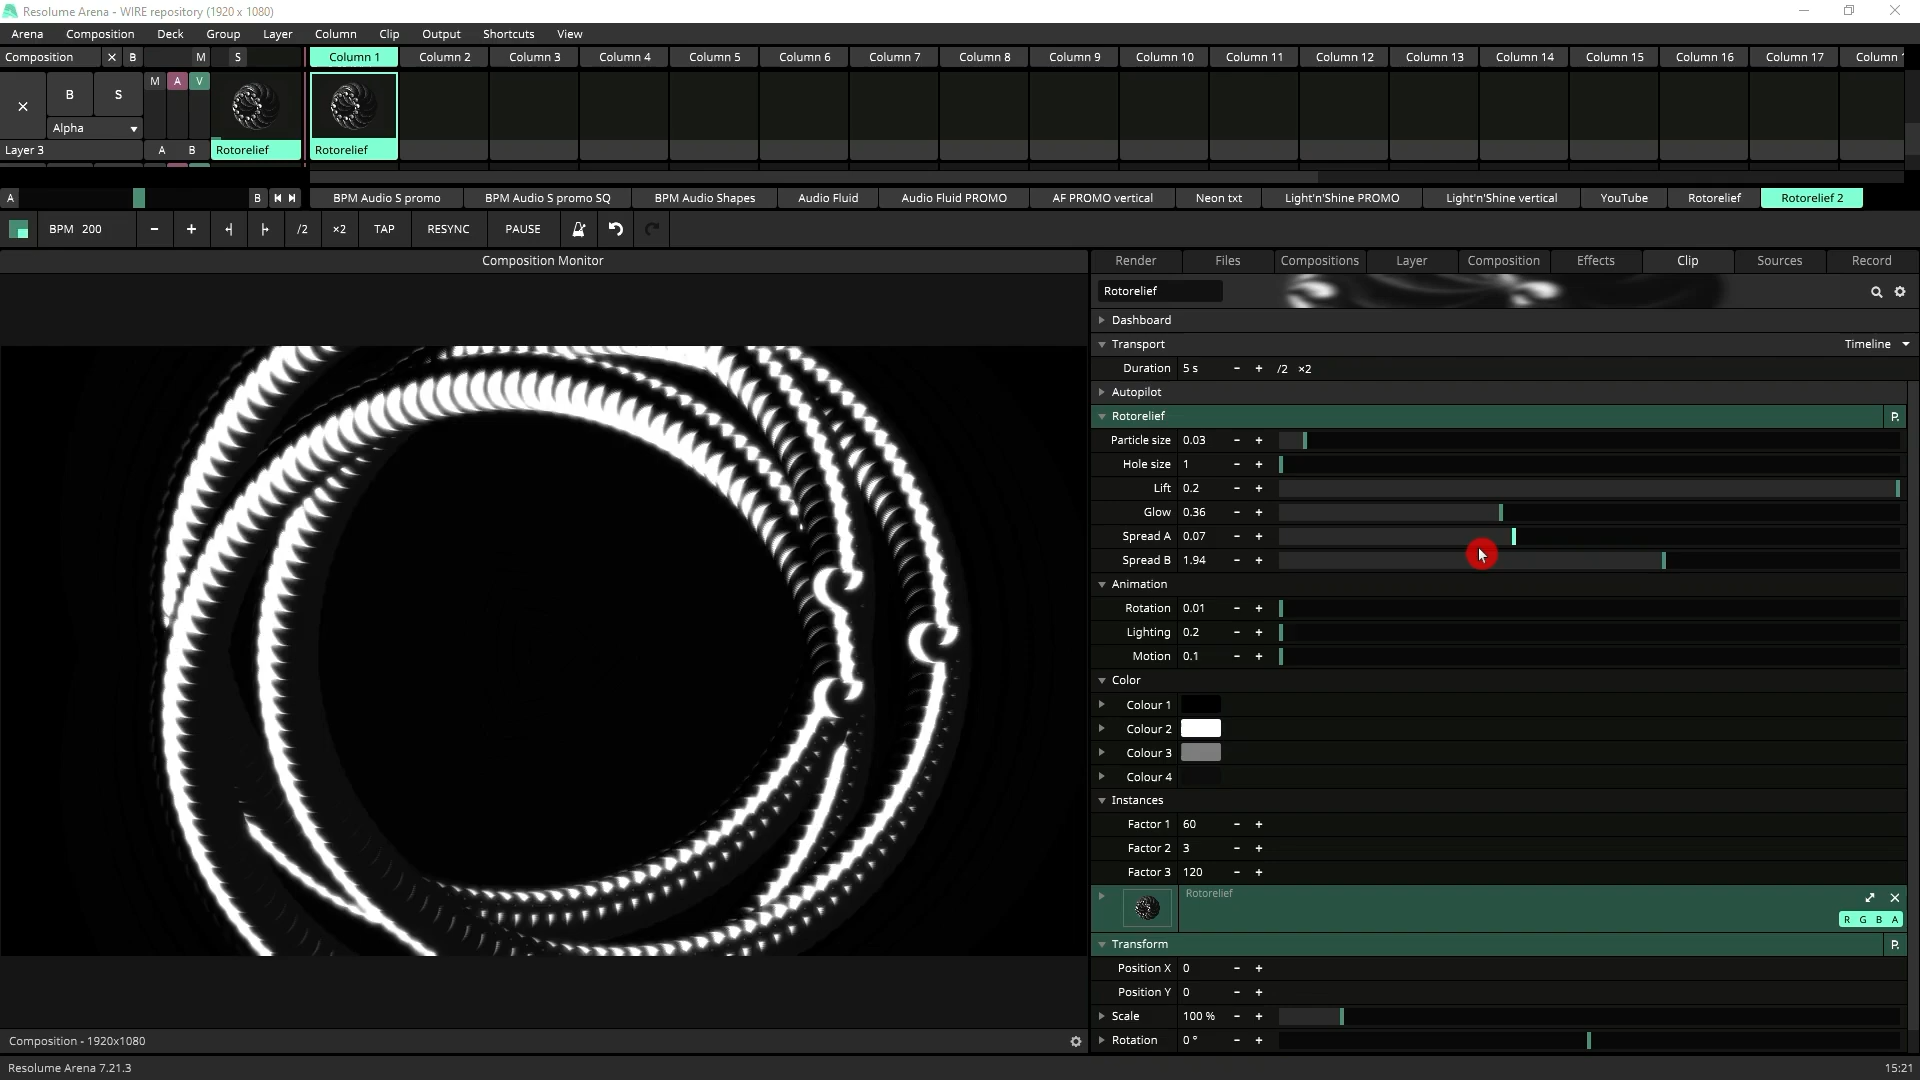 Resolume Arena - WIRE repository (1920 x 1080)
Arena Composition Deck Group Layer Column Clip Output Shortcuts View
Composition × B M S Column 1 Column 2 Column 3 Column 4 Column 5 Column 6 Column 7 Column 8 Column 9 Column 10 Column 11 Column 12 Column 13 Column 14 Column 15 Column 16 Column 17 Column
× B S M A V
Alpha
Layer 3 A B Rotorelief Rotorelief
A B BPM Audio S promo BPM Audio S promo SQ BPM Audio Shapes Audio Fluid Audio Fluid PROMO AF PROMO vertical Neon txt Light'n'Shine PROMO Light'n'Shine vertical YouTube Rotorelief Rotorelief 2
BPM 200 - + /2 ×2 TAP RESYNC PAUSE
Composition Monitor
Render Files Compositions Layer Composition Effects Clip Sources Record
Rotorelief
Dashboard
Transport Timeline
Duration 5 s - + /2 ×2
Autopilot
Rotorelief P.
Particle size 0.03 - +
Hole size 1 - +
Lift 0.2 - +
Glow 0.36 - +
Spread A 0.07 - +
Spread B 1.94 - +
Animation
Rotation 0.01 - +
Lighting 0.2 - +
Motion 0.1 - +
Color
Colour 1
Colour 2
Colour 3
Colour 4
Instances
Factor 1 60 - +
Factor 2 3 - +
Factor 3 120 - +
Rotorelief
R G B A
Transform P.
Position X 0 - +
Position Y 0 - +
Scale 100 % - +
Rotation 0 ° - +
Composition - 1920x1080
Resolume Arena 7.21.3 15:21